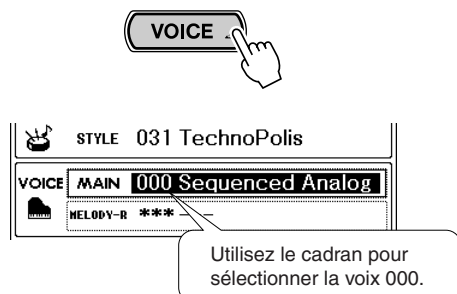 VOICE
STYLE 031 TechnoPolis
VOICE MAIN 000 Sequenced Analog
MELODY-R ***
Utilisez le cadran pour
sélectionner la voix 000.